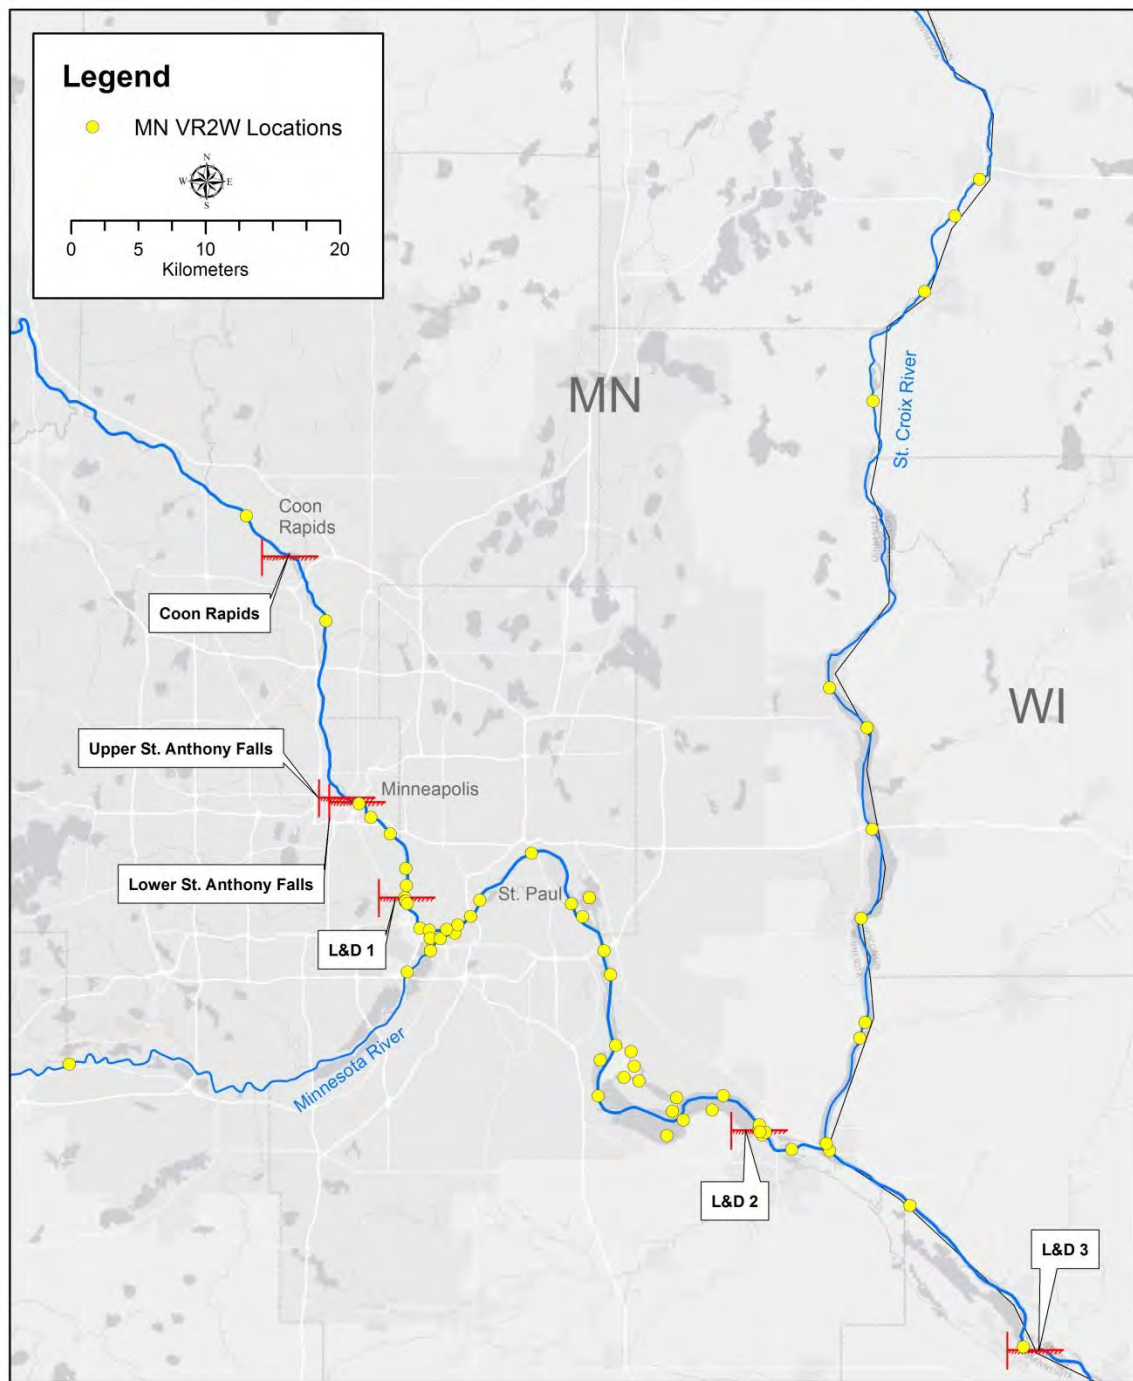 Legend
MN VR2W Locations
N
W E
S
0 5 10 20
Kilometers
MN
St. Croix River
Coon
Rapids
Coon Rapids
WI
Upper St. Anthony Falls
Minneapolis
Lower St. Anthony Falls
St. Paul
L&D 1
Minnesota River
L&D 2
L&D 3